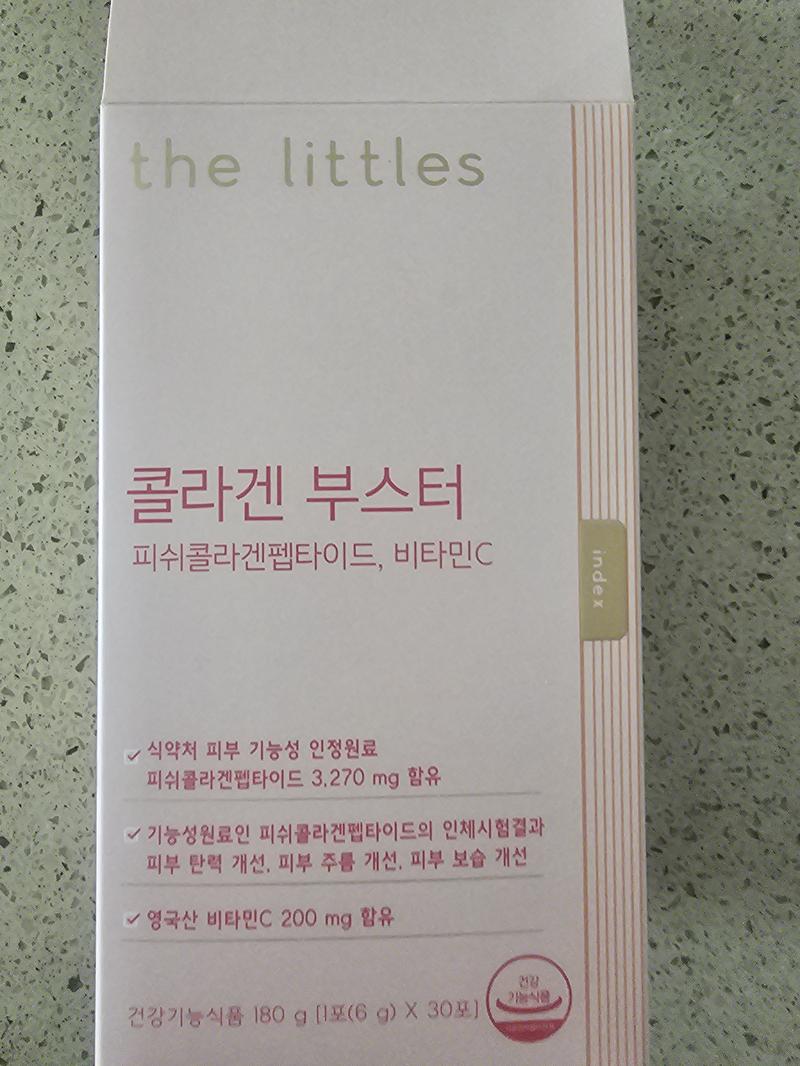 the littles
콜라겐 부스터
피쉬콜라겐펩타이드, 비타민C
index
식약처 피부 기능성 인정원료
피쉬콜라겐펩타이드 3,270 mg 함유
기능성원료인 피쉬콜라겐펩타이드의 인체시험결과
피부 탄력 개선, 피부 주름 개선, 피부 보습 개선
영국산 비타민C 200 mg 함유
건강기능식품 180 g [1포(6 g) X 30포]
건강
기능식품